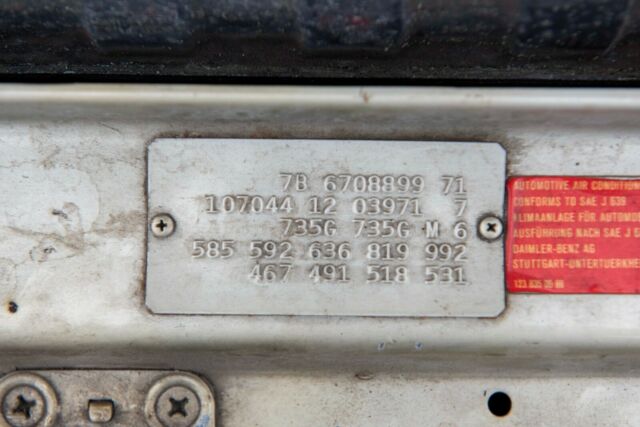 7B 6708899 71
107044 12 03971 7
735G 735G M 6
585 592 636 819 992
467 491 518 531
AUTOMOTIVE AIR CONDITION
CONFORMS TO SAE J 639
KLIMAANLAGE FÜR AUTOMOB
AUSFÜHRUNG NACH SAE J 6
DAIMLER-BENZ AG
STUTTGART-UNTERTUERKHE